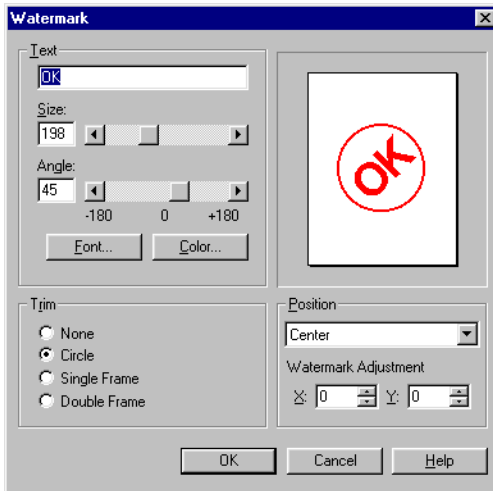 Watermark
Text
OK
Size:
198
Angle:
45
-180 0 +180
Font... Color...
OK
Trim
None
Circle
Single Frame
Double Frame
Position
Center
Watermark Adjustment
X: 0 Y: 0
OK Cancel Help